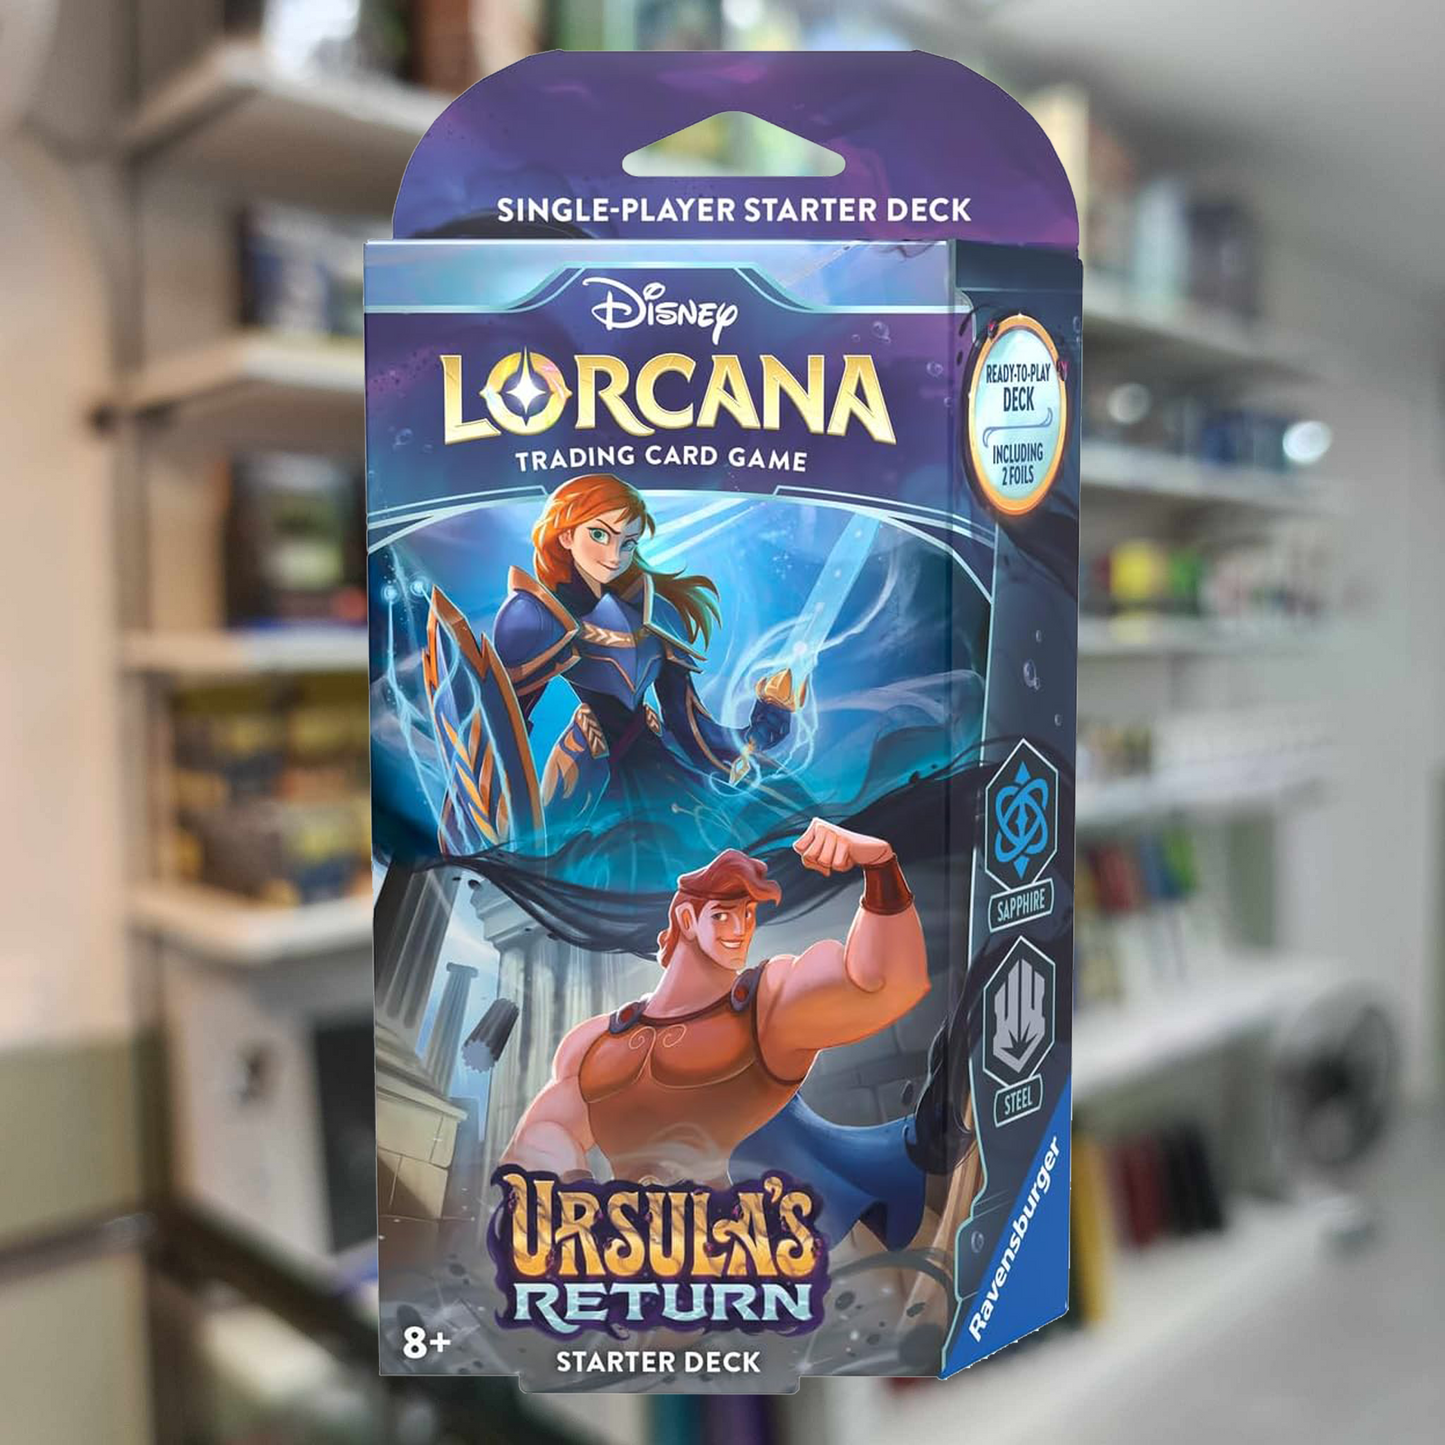 SINGLE-PLAYER STARTER DECK
Disney
LORCANA
TRADING CARD GAME
READY-TO-PLAY
DECK
INCLUDING
2 FOILS
SAPPHIRE
STEEL
Ravensburger
URSULA'S
RETURN
8+
STARTER DECK